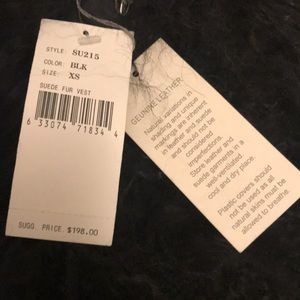 STYLE: SU215
COLOR: BLK
SIZE: XS
SUEDE FUR VEST
6 33074 71834 4
SUGG. PRICE $198.00
GEUNINE LEATHER
Natural variations in
shading and unique
markings are inherent
in leather and suede
and should not be
considered
imperfections.
Store leather and
suede garments in a
well-ventilated
cool and dry place.
Plastic covers should
not be used as all
natural skins must be
allowed to breathe.